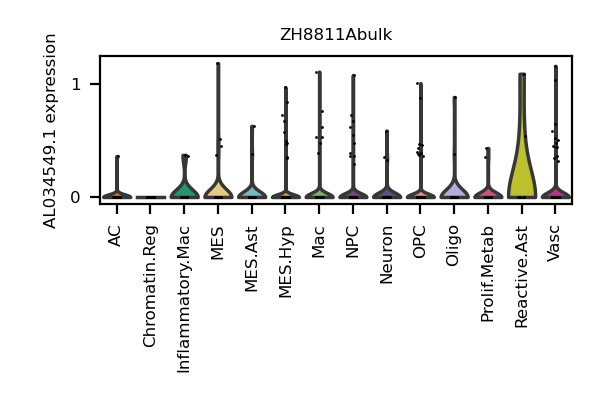 ZH8811Abulk
AL034549.1 expression
1
0
AC
Chromatin.Reg
Inflammatory.Mac
MES
MES.Ast
MES.Hyp
Mac
NPC
Neuron
OPC
Oligo
Prolif.Metab
Reactive.Ast
Vasc